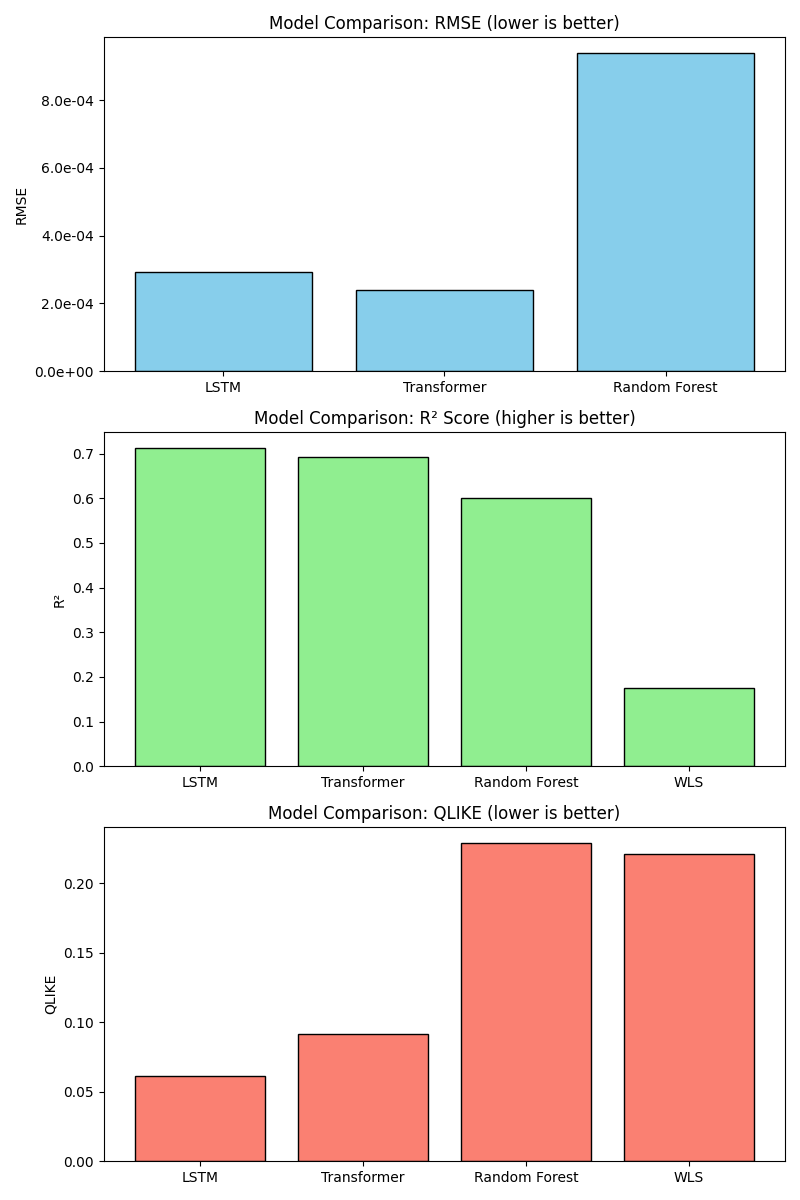 Model Comparison: RMSE (lower is better)
RMSE
8.0e-04
6.0e-04
4.0e-04
2.0e-04
0.0e+00
LSTM Transformer Random Forest
Model Comparison: R² Score (higher is better)
R²
0.7
0.6
0.5
0.4
0.3
0.2
0.1
0.0
LSTM Transformer Random Forest WLS
Model Comparison: QLIKE (lower is better)
QLIKE
0.20
0.15
0.10
0.05
0.00
LSTM Transformer Random Forest WLS